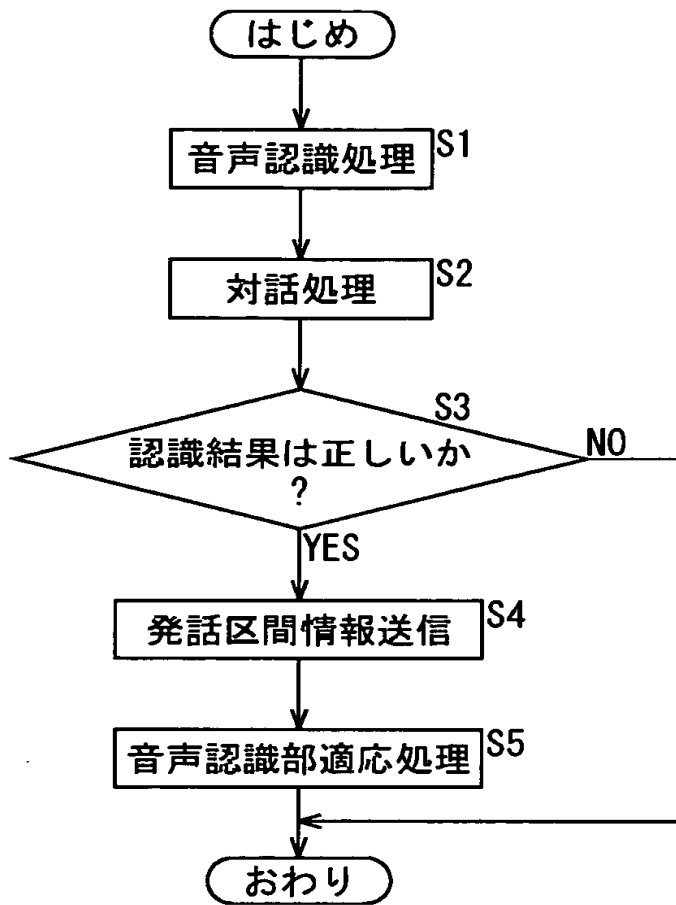 はじめ
音声認識処理
S1
対話処理
S2
S3
認識結果は正しいか
?
NO
YES
発話区間情報送信
S4
音声認識部適応処理
S5
おわり